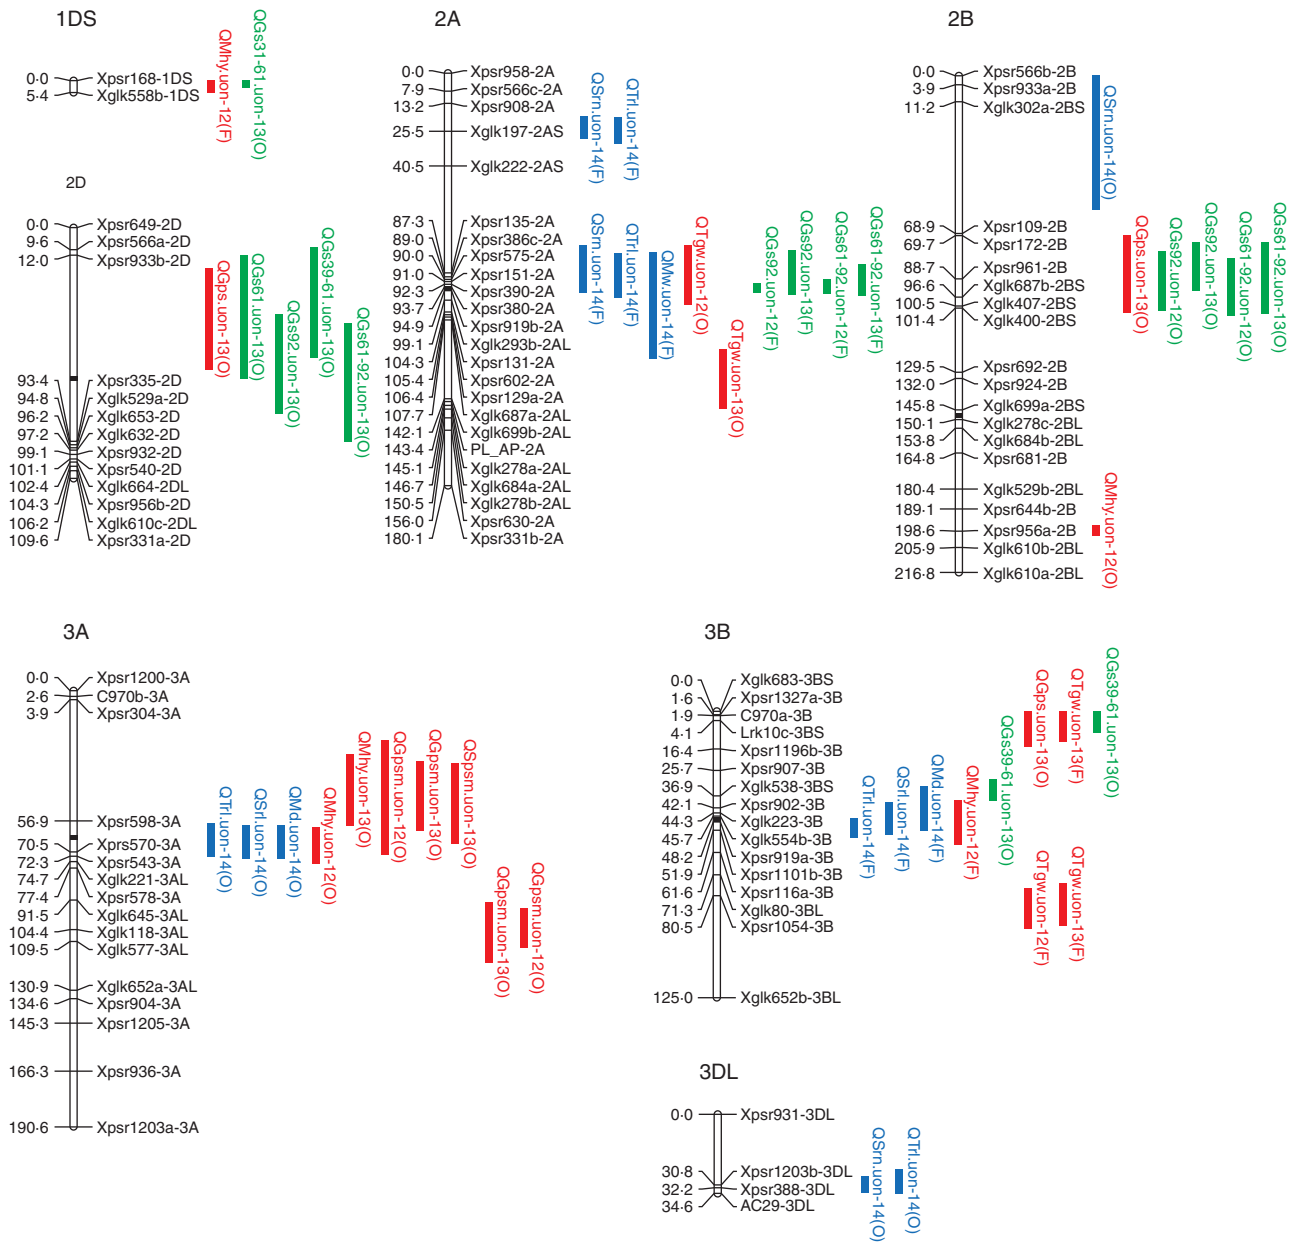 1DS
0·0 Xpsr168-1DS
5·4 Xglk558b-1DS
QMhy.uon-12(F)
QGs31-61.uon-13(O)
2D
0·0 Xpsr649-2D
9·6 Xpsr566a-2D
12·0 Xpsr933b-2D
93·4 Xpsr335-2D
94·8 Xglk529a-2D
96·2 Xglk653-2D
97·2 Xglk632-2D
99·1 Xpsr932-2D
101·1 Xpsr540-2D
102·4 Xglk664-2DL
104·3 Xpsr956b-2D
106·2 Xglk610c-2DL
109·6 Xpsr331a-2D
QGps.uon-13(O)
QGs61.uon-13(O)
QGs92.uon-13(O)
QGs39-61.uon-13(O)
QGs61-92.uon-13(O)
2A
0·0 Xpsr958-2A
7·9 Xpsr566c-2A
13·2 Xpsr908-2A
25·5 Xglk197-2AS
40·5 Xglk222-2AS
87·3 Xpsr135-2A
89·0 Xpsr386c-2A
90·0 Xpsr575-2A
91·0 Xpsr151-2A
92·3 Xpsr390-2A
93·7 Xpsr380-2A
94·9 Xpsr919b-2A
99·1 Xglk293b-2AL
104·3 Xpsr131-2A
105·4 Xpsr602-2A
106·4 Xpsr129a-2A
107·7 Xglk687a-2AL
142·1 Xglk699b-2AL
143·4 PL_AP-2A
145·1 Xglk278a-2AL
146·7 Xglk684a-2AL
150·5 Xglk278b-2AL
156·0 Xpsr630-2A
180·1 Xpsr331b-2A
QSrn.uon-14(F)
QTrl.uon-14(F)
QSrn.uon-14(F)
QTrl.uon-14(F)
QMw.uon-14(F)
QTgw.uon-12(O)
QTgw.uon-13(O)
QGs92.uon-12(F)
QGs92.uon-13(F)
QGs61-92.uon-12(F)
QGs61-92.uon-13(F)
2B
0·0 Xpsr566b-2B
3·9 Xpsr933a-2B
11·2 Xglk302a-2BS
68·9 Xpsr109-2B
69·7 Xpsr172-2B
88·7 Xpsr961-2B
96·6 Xglk687b-2BS
100·5 Xglk407-2BS
101·4 Xglk400-2BS
129·5 Xpsr692-2B
132·0 Xpsr924-2B
145·8 Xglk699a-2BS
150·1 Xglk278c-2BL
153·8 Xglk684b-2BL
164·8 Xpsr681-2B
180·4 Xglk529b-2BL
189·1 Xpsr644b-2B
198·6 Xpsr956a-2B
205·9 Xglk610b-2BL
216·8 Xglk610a-2BL
QSrn.uon-14(O)
QGps.uon-13(O)
QGs92.uon-12(O)
QGs92.uon-13(O)
QGs61-92.uon-12(O)
QGs61-92.uon-13(O)
QMhy.uon-12(O)
3A
0·0 Xpsr1200-3A
2·6 C970b-3A
3·9 Xpsr304-3A
56·9 Xpsr598-3A
70·5 Xprs570-3A
72·3 Xpsr543-3A
74·7 Xglk221-3AL
77·4 Xpsr578-3A
91·5 Xglk645-3AL
104·4 Xglk118-3AL
109·5 Xglk577-3AL
130·9 Xglk652a-3AL
134·6 Xpsr904-3A
145·3 Xpsr1205-3A
166·3 Xpsr936-3A
190·6 Xpsr1203a-3A
QTrl.uon-14(O)
QSrl.uon-14(O)
QMd.uon-14(O)
QMhy.uon-12(O)
QMhy.uon-13(O)
QGpsm.uon-12(O)
QGpsm.uon-13(O)
QSpsm.uon-13(O)
QGpsm.uon-13(O)
QGpsm.uon-12(O)
3B
0·0 Xglk683-3BS
1·6 Xpsr1327a-3B
1·9 C970a-3B
4·1 Lrk10c-3BS
16·4 Xpsr1196b-3B
25·7 Xpsr907-3B
36·9 Xglk538-3BS
42·1 Xpsr902-3B
44·3 Xglk223-3B
45·7 Xglk554b-3B
48·2 Xpsr919a-3B
51·9 Xpsr1101b-3B
61·6 Xpsr116a-3B
71·3 Xglk80-3BL
80·5 Xpsr1054-3B
125·0 Xglk652b-3BL
QTrl.uon-14(F)
QSrl.uon-14(F)
QMd.uon-14(F)
QMhy.uon-12(F)
QGs39-61.uon-13(O)
QGps.uon-13(O)
QTgw.uon-13(F)
QGs39-61.uon-13(O)
QTgw.uon-12(F)
QTgw.uon-13(F)
3DL
0·0 Xpsr931-3DL
30·8 Xpsr1203b-3DL
32·2 Xpsr388-3DL
34·6 AC29-3DL
QSrn.uon-14(O)
QTrl.uon-14(O)